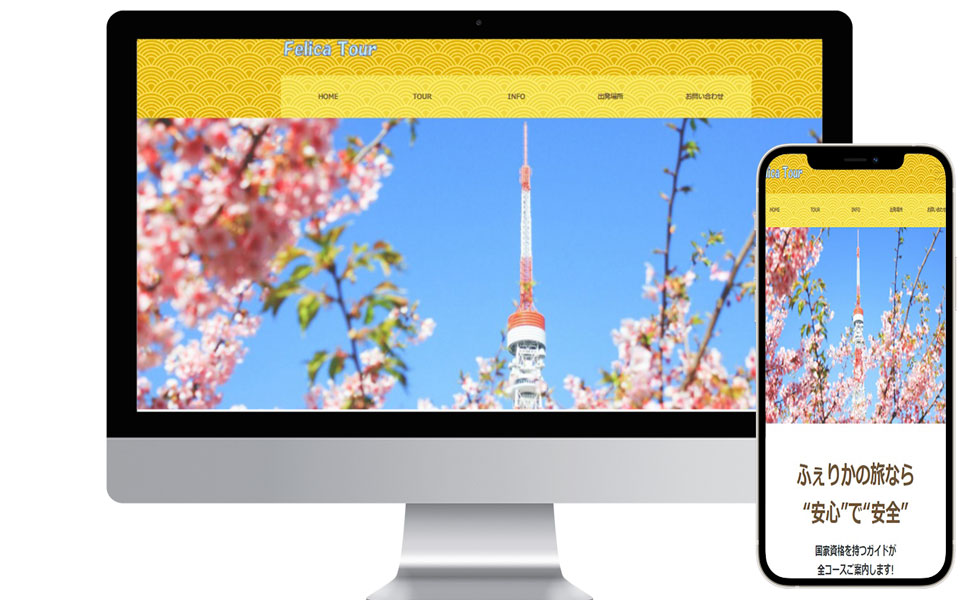 Felica Tour
HOME TOUR INFO 出発場所 お問い合わせ
lica Tour
HOME TOUR INFO 出発場所 お問い合わせ
ふぇりかの旅なら
“安心”で“安全”
国家資格を持つガイドが
全コースご案内します!